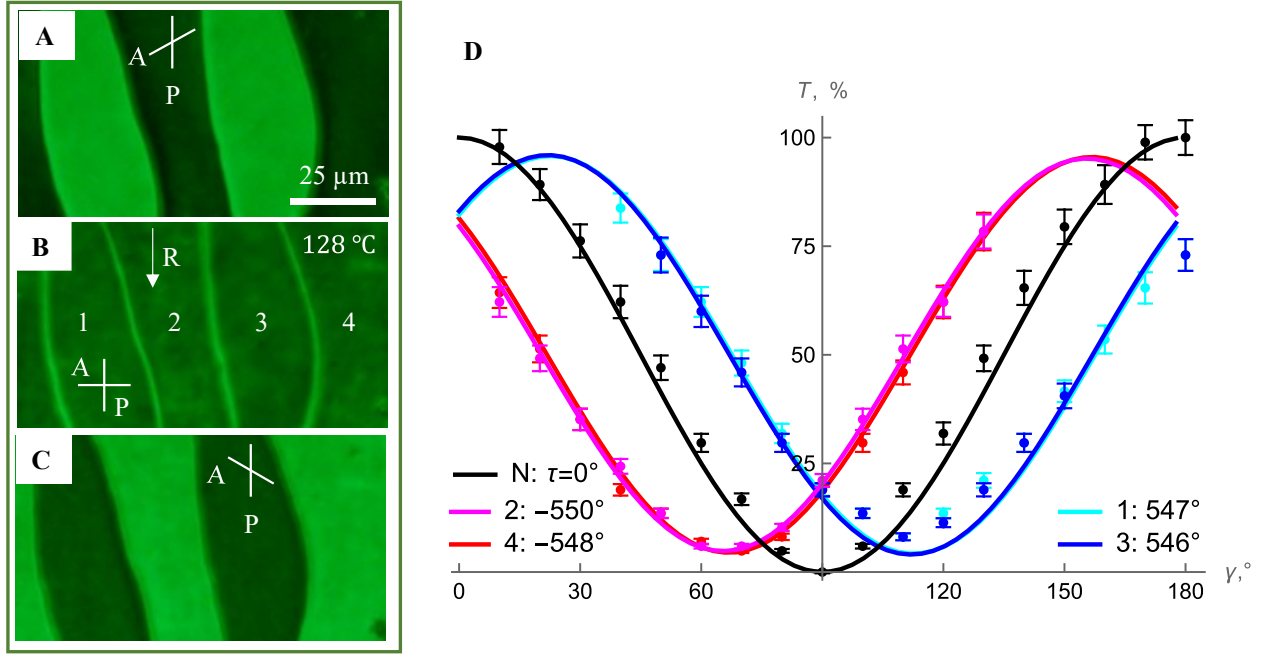 A
A
P
25 μm
B
R
128 ℃
1
2
3
4
A
P
C
A
P
D
T, %
100
75
50
25
N: τ=0°
2: −550°
4: −548°
1: 547°
3: 546°
0
30
60
120
150
180
γ,°